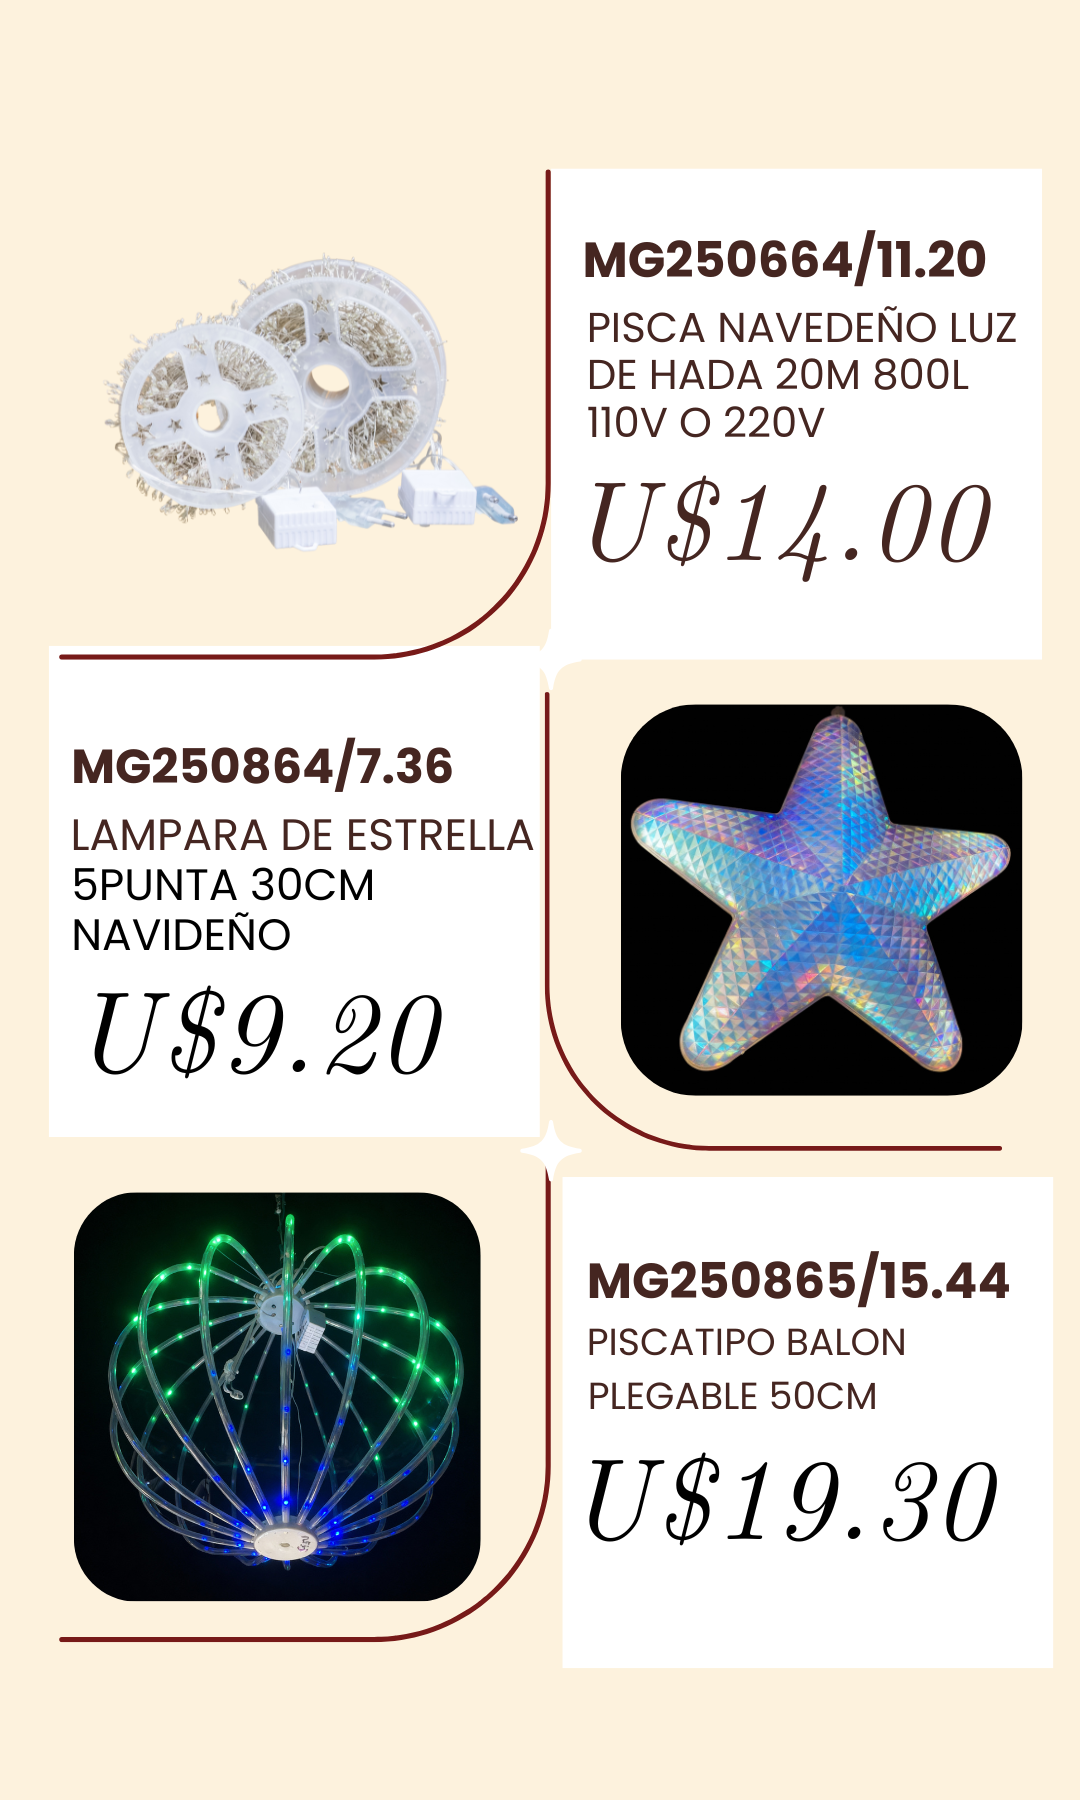 MG250664/11.20
PISCA NAVEDEÑO LUZ
DE HADA 20M 800L
110V O 220V
U$14.00
MG250864/7.36
LAMPARA DE ESTRELLA
5PUNTA 30CM
NAVIDEÑO
U$9.20
MG250865/15.44
PISCATIPO BALON
PLEGABLE 50CM
U$19.30